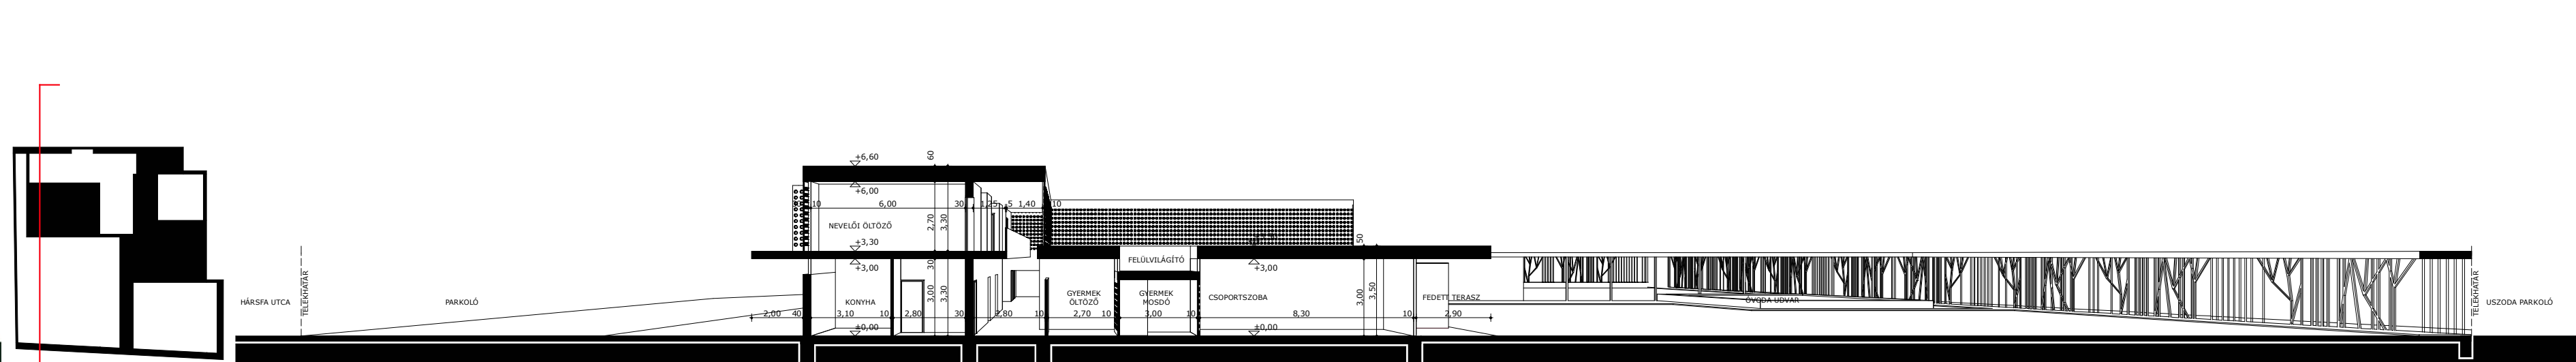 +6,60
60
+6,00
10 6,00 30 1,25 5 1,40 10
2,70
3,30
NEVELŐI ÖLTÖZŐ
+3,30
50
+3,00
30
FELÜLVILÁGÍTÓ
+3,00
TELEKHATÁR
HÁRSFA UTCA
PARKOLÓ
KONYHA
3,00
3,30
GYERMEK
ÖLTÖZŐ
GYERMEK
MOSDÓ
CSOPORTSZOBA
3,00
3,50
FEDETT TERASZ
ÓVODA UDVAR
TELEKHATÁR
USZODA PARKOLÓ
2,00 40 3,10 10 2,80 30 2,80 10 2,70 10 3,00 10 8,30 10 2,90
±0,00
±0,00